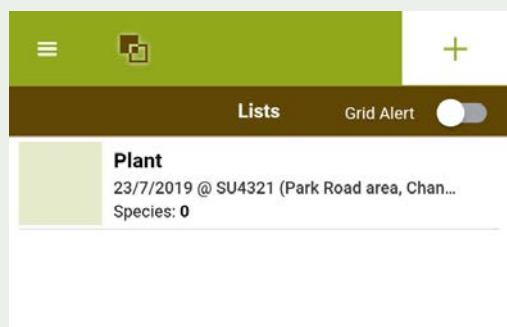 Lists Grid Alert
Plant
23/7/2019 @ SU4321 (Park Road area, Chan...
Species: 0